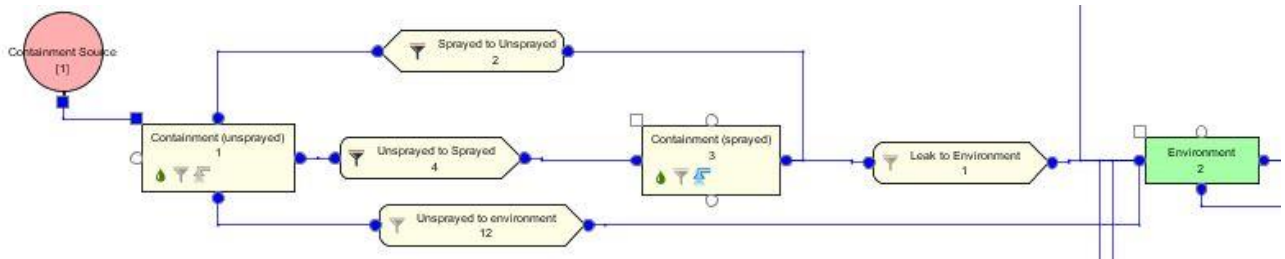 Containment Source
[1]
Sprayed to Unsprayed
2
Containment (unsprayed)
1
Unsprayed to Sprayed
4
Containment (sprayed)
3
Leak to Environment
1
Environment
2
Unsprayed to environment
12